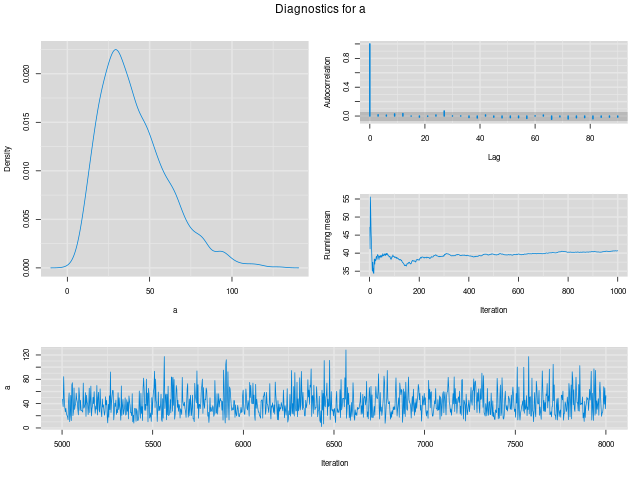 Diagnostics for a
Density
0.000 0.005 0.010 0.015 0.020
0 50 100
a
Autocorrelation
0.0 0.4 0.8
0 20 40 60 80
Lag
Running mean
35 40 45 50 55
0 200 400 600 800 1000
Iteration
a
0 40 80 120
5000 5500 6000 6500 7000 7500 8000
Iteration